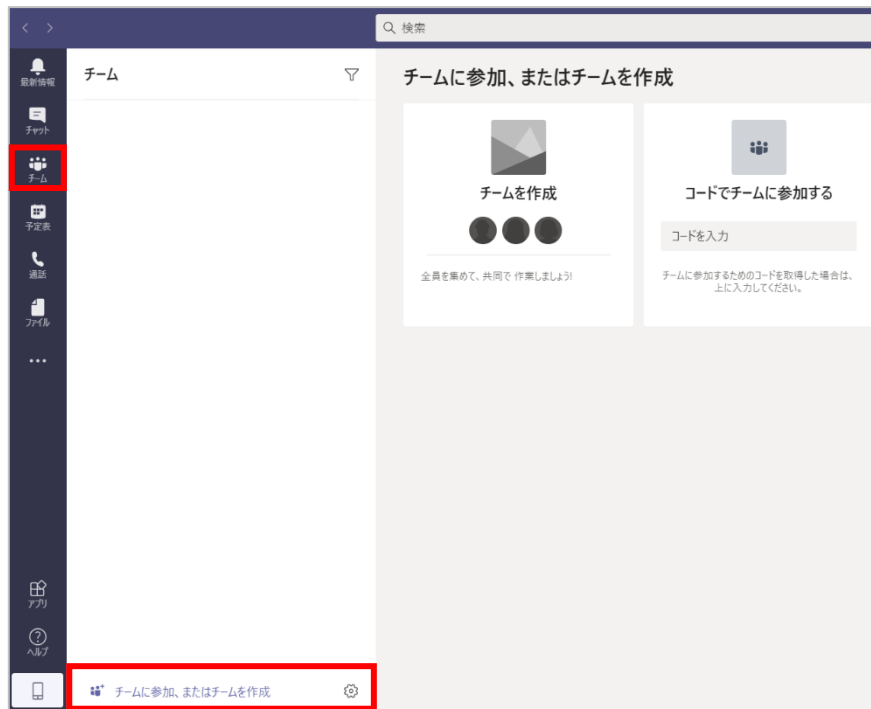 検索
最新情報
チャット
チーム
予定表
通話
ファイル
アプリ
ヘルプ
チーム
チームに参加、またはチームを作成
チームに参加、またはチームを作成
チームを作成
全員を集めて、共同で 作業しましょう!
コードでチームに参加する
コードを入力
チームに参加するためのコードを取得した場合は、
上に入力してください。